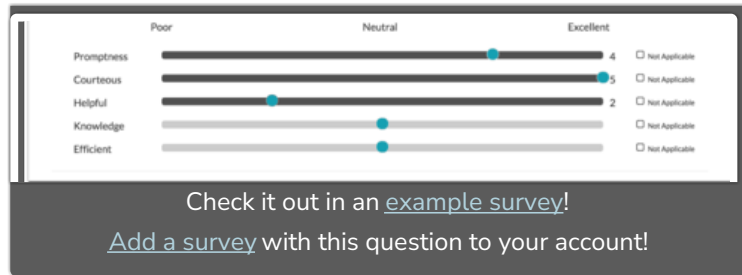 Poor Neutral Excellent
Promptness 4 Not Applicable
Courteous 5 Not Applicable
Helpful 2 Not Applicable
Knowledge Not Applicable
Efficient Not Applicable
Check it out in an example survey!
Add a survey with this question to your account!